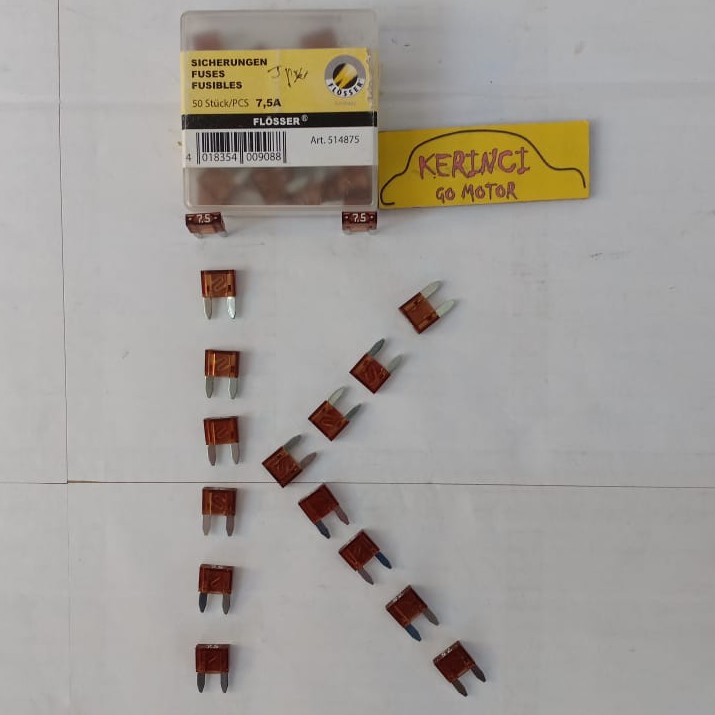 SICHERUNGEN
FUSES
FUSIBLES
50 Stück/PCS 7,5A
FLÖSSER
FLÖSSER®
Art. 514875
4 018354 009088
KERINCI
GO MOTOR
7.5
7.5